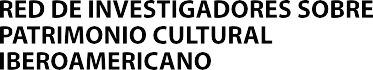 RED DE INVESTIGADORES SOBRE
PATRIMONIO CULTURAL
IBEROAMERICANO